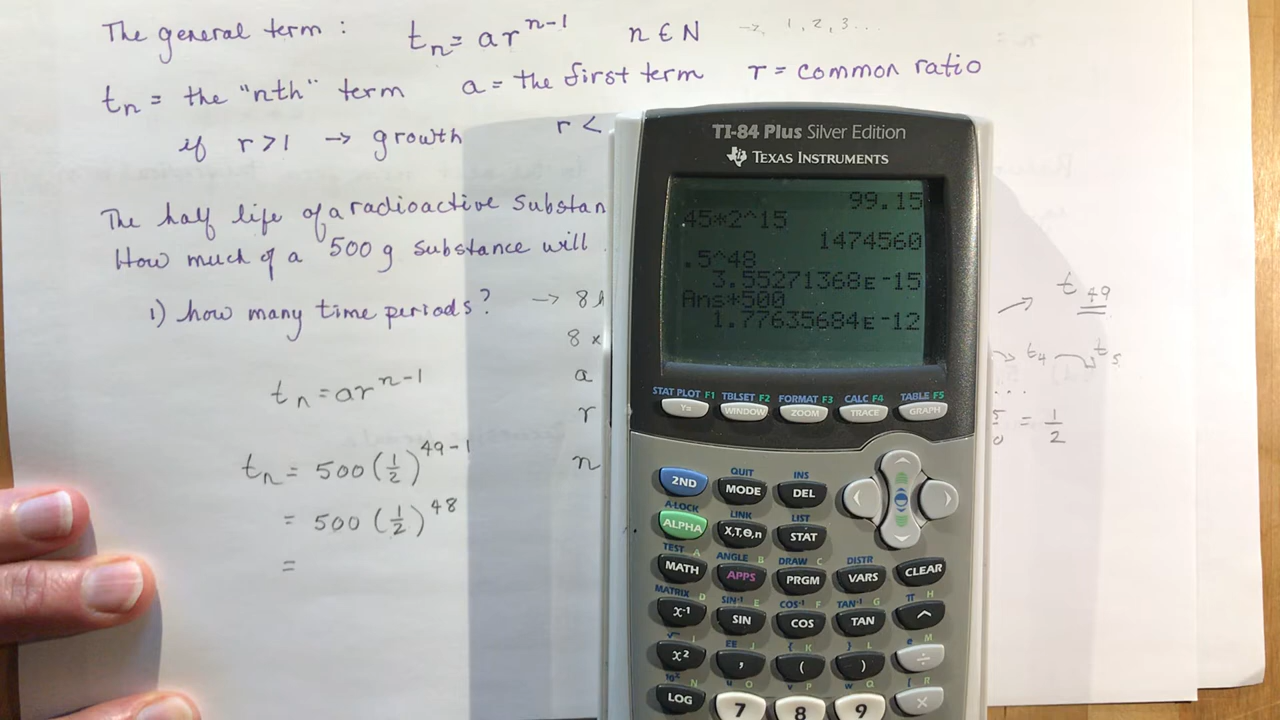 The general term : tn = ar^n-1 n ∈ N → 1, 2, 3...
tn = the "nth" term a = the first term r = common ratio
if r > 1 → growth r <
The half life of a radioactive Substan
How much of a 500 g substance will
1) how many time periods? → 8
8 ×
tn = ar^n-1
a
r
n
tn = 500 (1/2)^49-1
= 500 (1/2)^48
=
→ t49
t4 → t5
...
= 1/2
TI-84 Plus Silver Edition
TEXAS INSTRUMENTS
99.15
45*2^15
1474560
.5^48
3.55271368E-15
Ans*500
1.77635684E-12
STAT PLOT F1 TBLSET F2 FORMAT F3 CALC F4 TABLE F5
Y= WINDOW ZOOM TRACE GRAPH
QUIT INS
2ND MODE DEL
A-LOCK LINK LIST
ALPHA X,T,Θ,n STAT
TEST A ANGLE B DRAW C DISTR
MATH APPS PRGM VARS CLEAR
MATRIX D SIN-1 E COS-1 F TAN-1 G π H
x-1 SIN COS TAN ^
√ I EE J { K } L e M
x2 , ( ) ÷
10^x N u O v P w Q [ R
LOG 7 8 9 ×